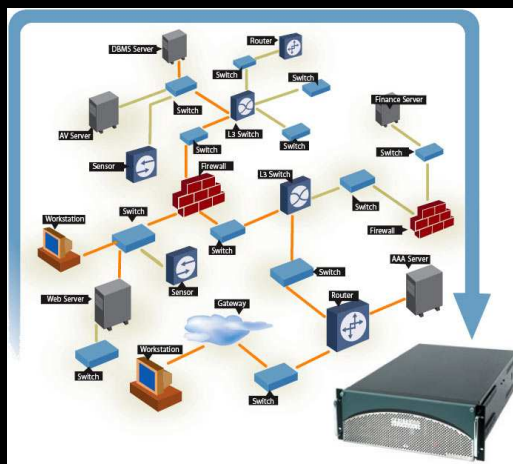 DBMS Server
Router
Switch
Switch
Switch
Finance Server
AV Server
L3 Switch
Switch
Switch
Switch
Sensor
Firewall
L3 Switch
Switch
Workstation
Switch
Switch
Firewall
AAA Server
Switch
Web Server
Sensor
Gateway
Router
Workstation
Switch
Switch